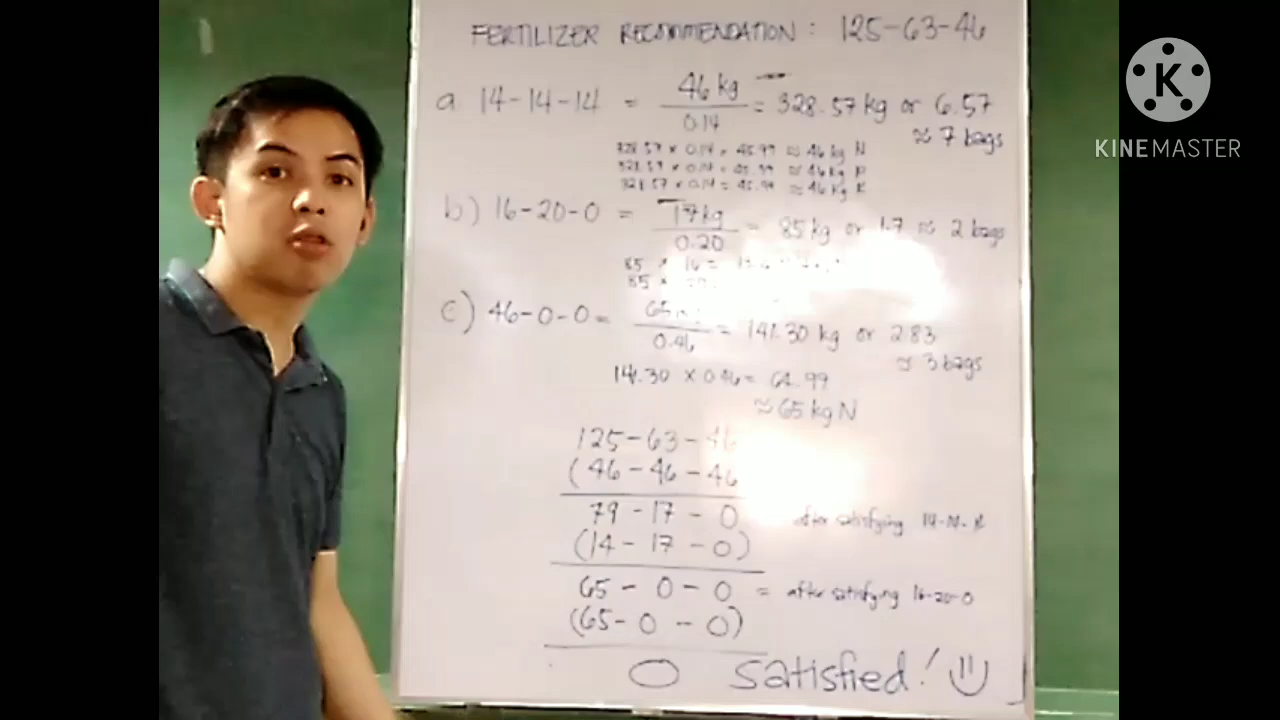 FERTILIZER RECOMMENDATION: 125-63-46
a 14-14-14 = 46 kg / 0.14 = 328.57 kg or 6.57
≈ 7 bags
328.57 x 0.14 = 45.99 ≈ 46 kg N
328.57 x 0.14 = 45.99 ≈ 46 kg P
328.57 x 0.14 = 45.99 ≈ 46 kg K
b) 16-20-0 = 17 kg / 0.20 = 85 kg or 1.7 ≈ 2 bags
85 x 16 =
85 x
c) 46-0-0 = 65 / 0.46 = 141.30 kg or 2.83
≈ 3 bags
141.30 x 0.46 = 64.99
≈ 65 kg N
125-63-46
(46-46-46
79-17-0 after satisfying 14-14-14
(14-17-0)
65-0-0 = after satisfying 16-20-0
(65-0-0)
0 satisfied!
K
KINEMASTER